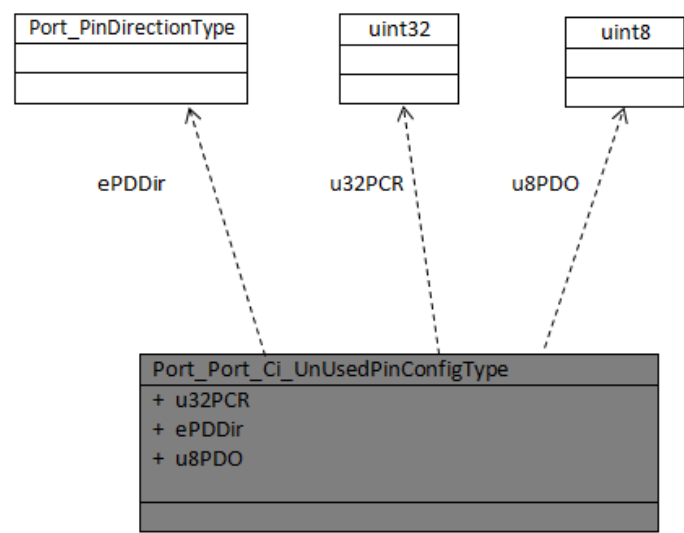 Port_PinDirectionType
uint32
uint8
ePDDir
u32PCR
u8PDO
Port_Port_Ci_UnUsedPinConfigType
+ u32PCR
+ ePDDir
+ u8PDO